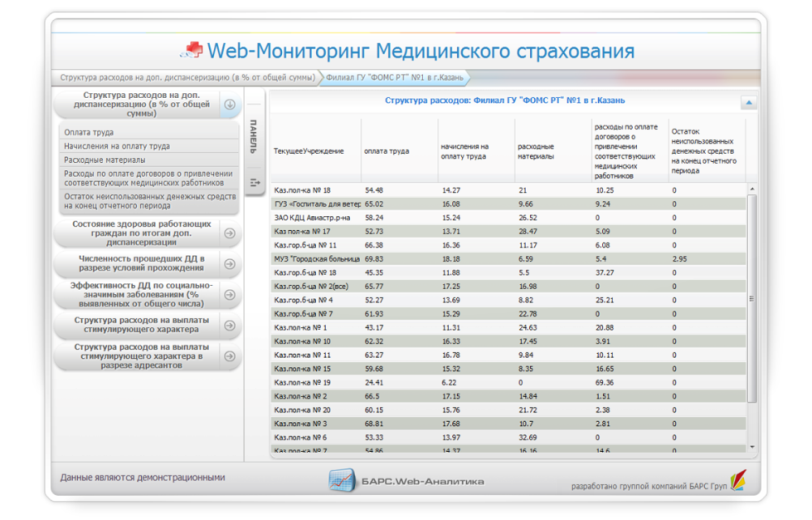 Web-Мониторинг Медицинского страхования
Структура расходов на доп. диспансеризацию (в % от общей суммы) Филиал ГУ "ФОМС РТ" №1 в г.Казань
Структура расходов на доп.
диспансеризацию (в % от общей
суммы)
Оплата труда
Начисления на оплату труда
Расходные материалы
Расходы по оплате договоров о привлечении
соответствующих медицинских работников
Остаток неиспользованных денежных средств
на конец отчетного периода
Состояние здоровья работающих
граждан по итогам доп.
диспансеризации
Численность прошедших ДД в
разрезе условий прохождения
Эффективность ДД по социально-
значимым заболеваниям (%
выявленных от общего числа)
Структура расходов на выплаты
стимулирующего характера
Структура расходов на выплаты
стимулирующего характера в
разрезе адресантов
ПАНЕЛЬ
Структура расходов: Филиал ГУ "ФОМС РТ" №1 в г.Казань
ТекущееУчреждение
оплата труда
начисления на
оплату труда
расходные
материалы
расходы по оплате
договоров о
привлечении
соответствующих
медицинских
работников
Остаток
неиспользованных
денежных средств
на конец отчетного
периода
Каз.пол-ка № 18 54.48 14.27 21 10.25 0
ГУЗ «Госпиталь для ветер 65.02 16.08 9.66 9.24 0
ЗАО КДЦ Авиастр.р-на 58.24 15.24 26.52 0 0
Каз пол-ка № 17 52.73 13.71 28.47 5.09 0
Каз.гор.б-ца № 11 66.38 16.36 11.17 6.08 0
МУЗ "Городская больница 69.83 18.18 6.59 5.4 2.95
Каз.гор.б-ца № 18 45.35 11.88 5.5 37.27 0
Каз.гор.б-ца № 2(все) 65.77 17.25 16.98 0 0
Каз.гор.б-ца № 4 52.27 13.69 8.82 25.21 0
Каз.гор.б-ца № 7 61.93 15.29 22.78 0 0
Каз.пол-ка № 1 43.17 11.31 24.63 20.88 0
Каз.пол-ка № 10 62.32 16.33 17.45 3.91 0
Каз.пол-ка № 11 63.27 16.78 9.84 10.11 0
Каз.пол-ка № 15 59.68 15.32 8.35 16.65 0
Каз.пол-ка № 19 24.41 6.22 0 69.36 0
Каз.пол-ка № 2 66.5 17.15 14.84 1.51 0
Каз.пол-ка № 20 60.15 15.76 21.72 2.38 0
Каз.пол-ка № 3 68.81 17.68 10.7 2.81 0
Каз.пол-ка № 6 53.33 13.97 32.69 0 0
Каз.пол-ка № 7 54.86 14.37 16.16 14.6 0
Данные являются демонстрационными
БАРС.Web-Аналитика
разработано группой компаний БАРС Груп